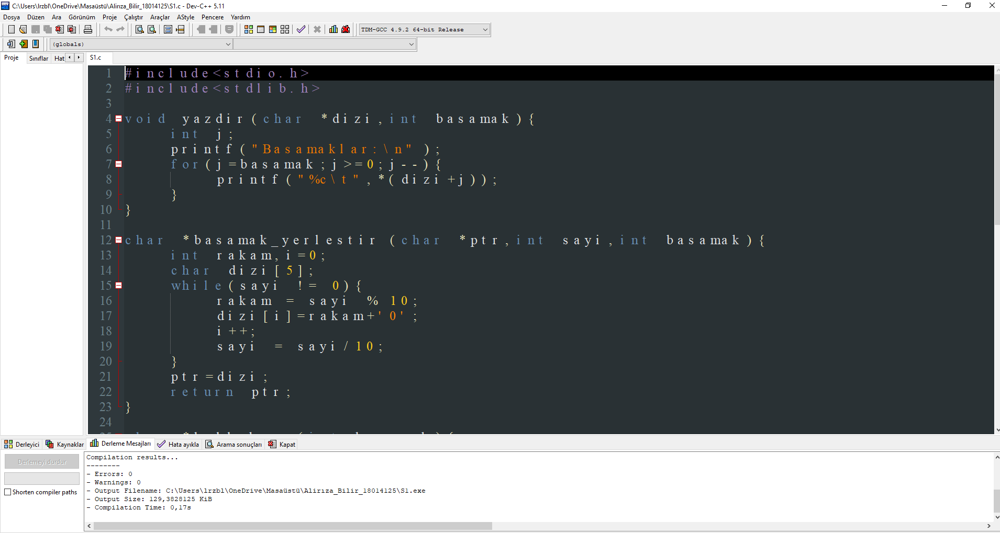 C:\Users\lrzbl\OneDrive\Masaüstü\Alirıza_Bilir_18014125\S1.c - Dev-C++ 5.11
Dosya Düzen Ara Görünüm Proje Çalıştır Araçlar AStyle Pencere Yardım
TDM-GCC 4.9.2 64-bit Release
(globals)
Proje Sınıflar Hat S1.c
1 #include<stdio.h>
2 #include<stdlib.h>
3
4 void yazdir(char *dizi,int basamak){
5 int j;
6 printf("Basamaklar:\n");
7 for(j=basamak;j>=0;j--){
8 printf("%c\t",*(dizi+j));
9 }
10 }
11
12 char *basamak_yerlestir(char *ptr,int sayi,int basamak){
13 int rakam,i=0;
14 char dizi[5];
15 while(sayi != 0){
16 rakam = sayi % 10;
17 dizi[i]=rakam+'0';
18 i++;
19 sayi = sayi/10;
20 }
21 ptr=dizi;
22 return ptr;
23 }
24
Derleyici Kaynaklar Derleme Mesajları Hata ayıkla Arama sonuçları Kapat
Derlemeyi durdur
Shorten compiler paths
Compilation results...
--------
- Errors: 0
- Warnings: 0
- Output Filename: C:\Users\lrzbl\OneDrive\Masaüstü\Alirıza_Bilir_18014125\S1.exe
- Output Size: 129,3828125 KiB
- Compilation Time: 0,17s